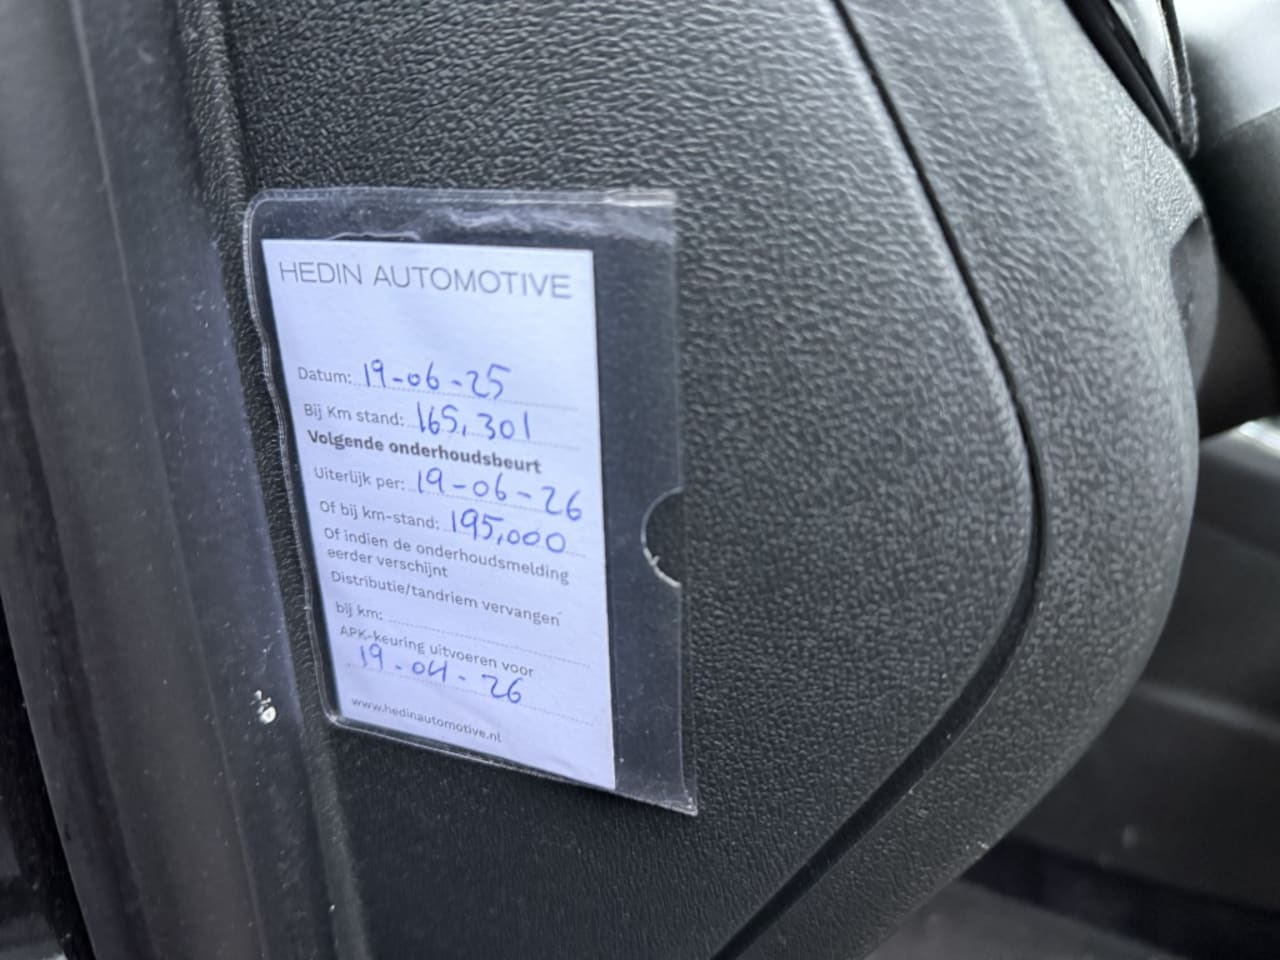 HEDIN AUTOMOTIVE
Datum: 19-06-25
Bij Km stand: 165,301
Volgende onderhoudsbeurt
Uiterlijk per: 19-06-26
Of bij km-stand: 195,000
Of indien de onderhoudsmelding
eerder verschijnt
Distributie/tandriem vervangen
bij km:
APK-keuring uitvoeren voor
19-04-26
www.hedinautomotive.nl